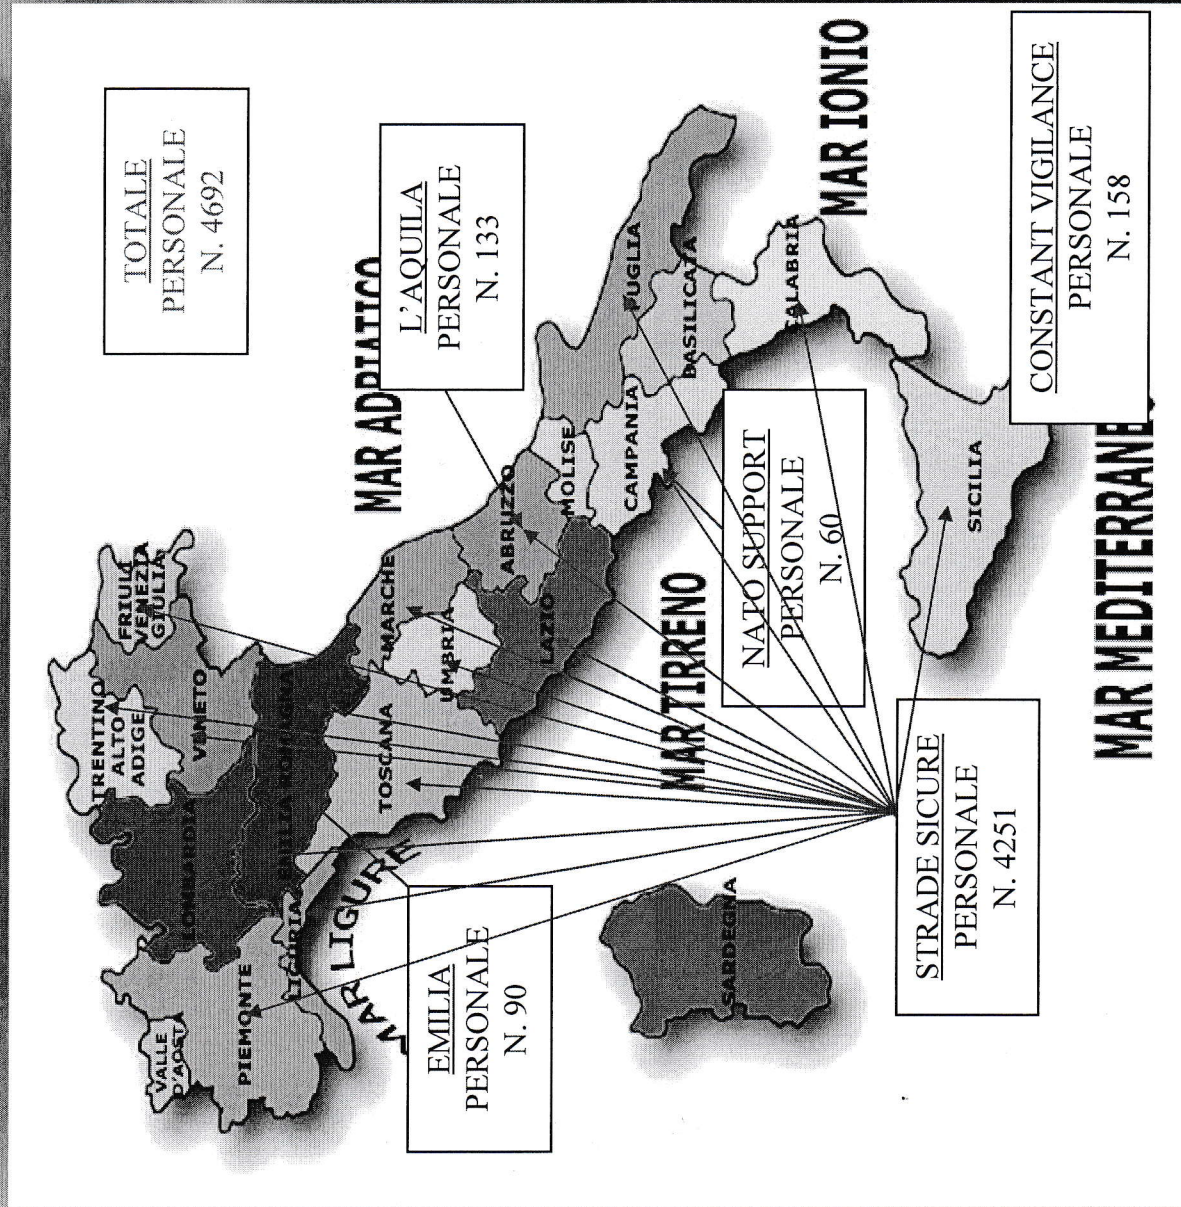 TOTALE
PERSONALE
N. 4692
L'AQUILA
PERSONALE
N. 133
CONSTANT VIGILANCE
PERSONALE
N. 158
NATO SUPPORT
PERSONALE
N. 60
STRADE SICURE
PERSONALE
N. 4251
EMILIA
PERSONALE
N. 90
VALLE
D'AOST
PIEMONTE
LIGURIA
LOMBARDIA
TRENTINO
ALTO
ADIGE
FRIULI
VENEZIA
GIULIA
VENETO
EMILIA ROMAGNA
TOSCANA
MARCHE
UMBRIA
LAZIO
ABRUZZO
MOLISE
CAMPANIA
PUGLIA
BASILICATA
CALABRIA
SICILIA
SARDEGNA
MAR LIGURE
MAR TIRRENO
MAR ADRIATICO
MAR IONIO
MAR MEDITERRANE